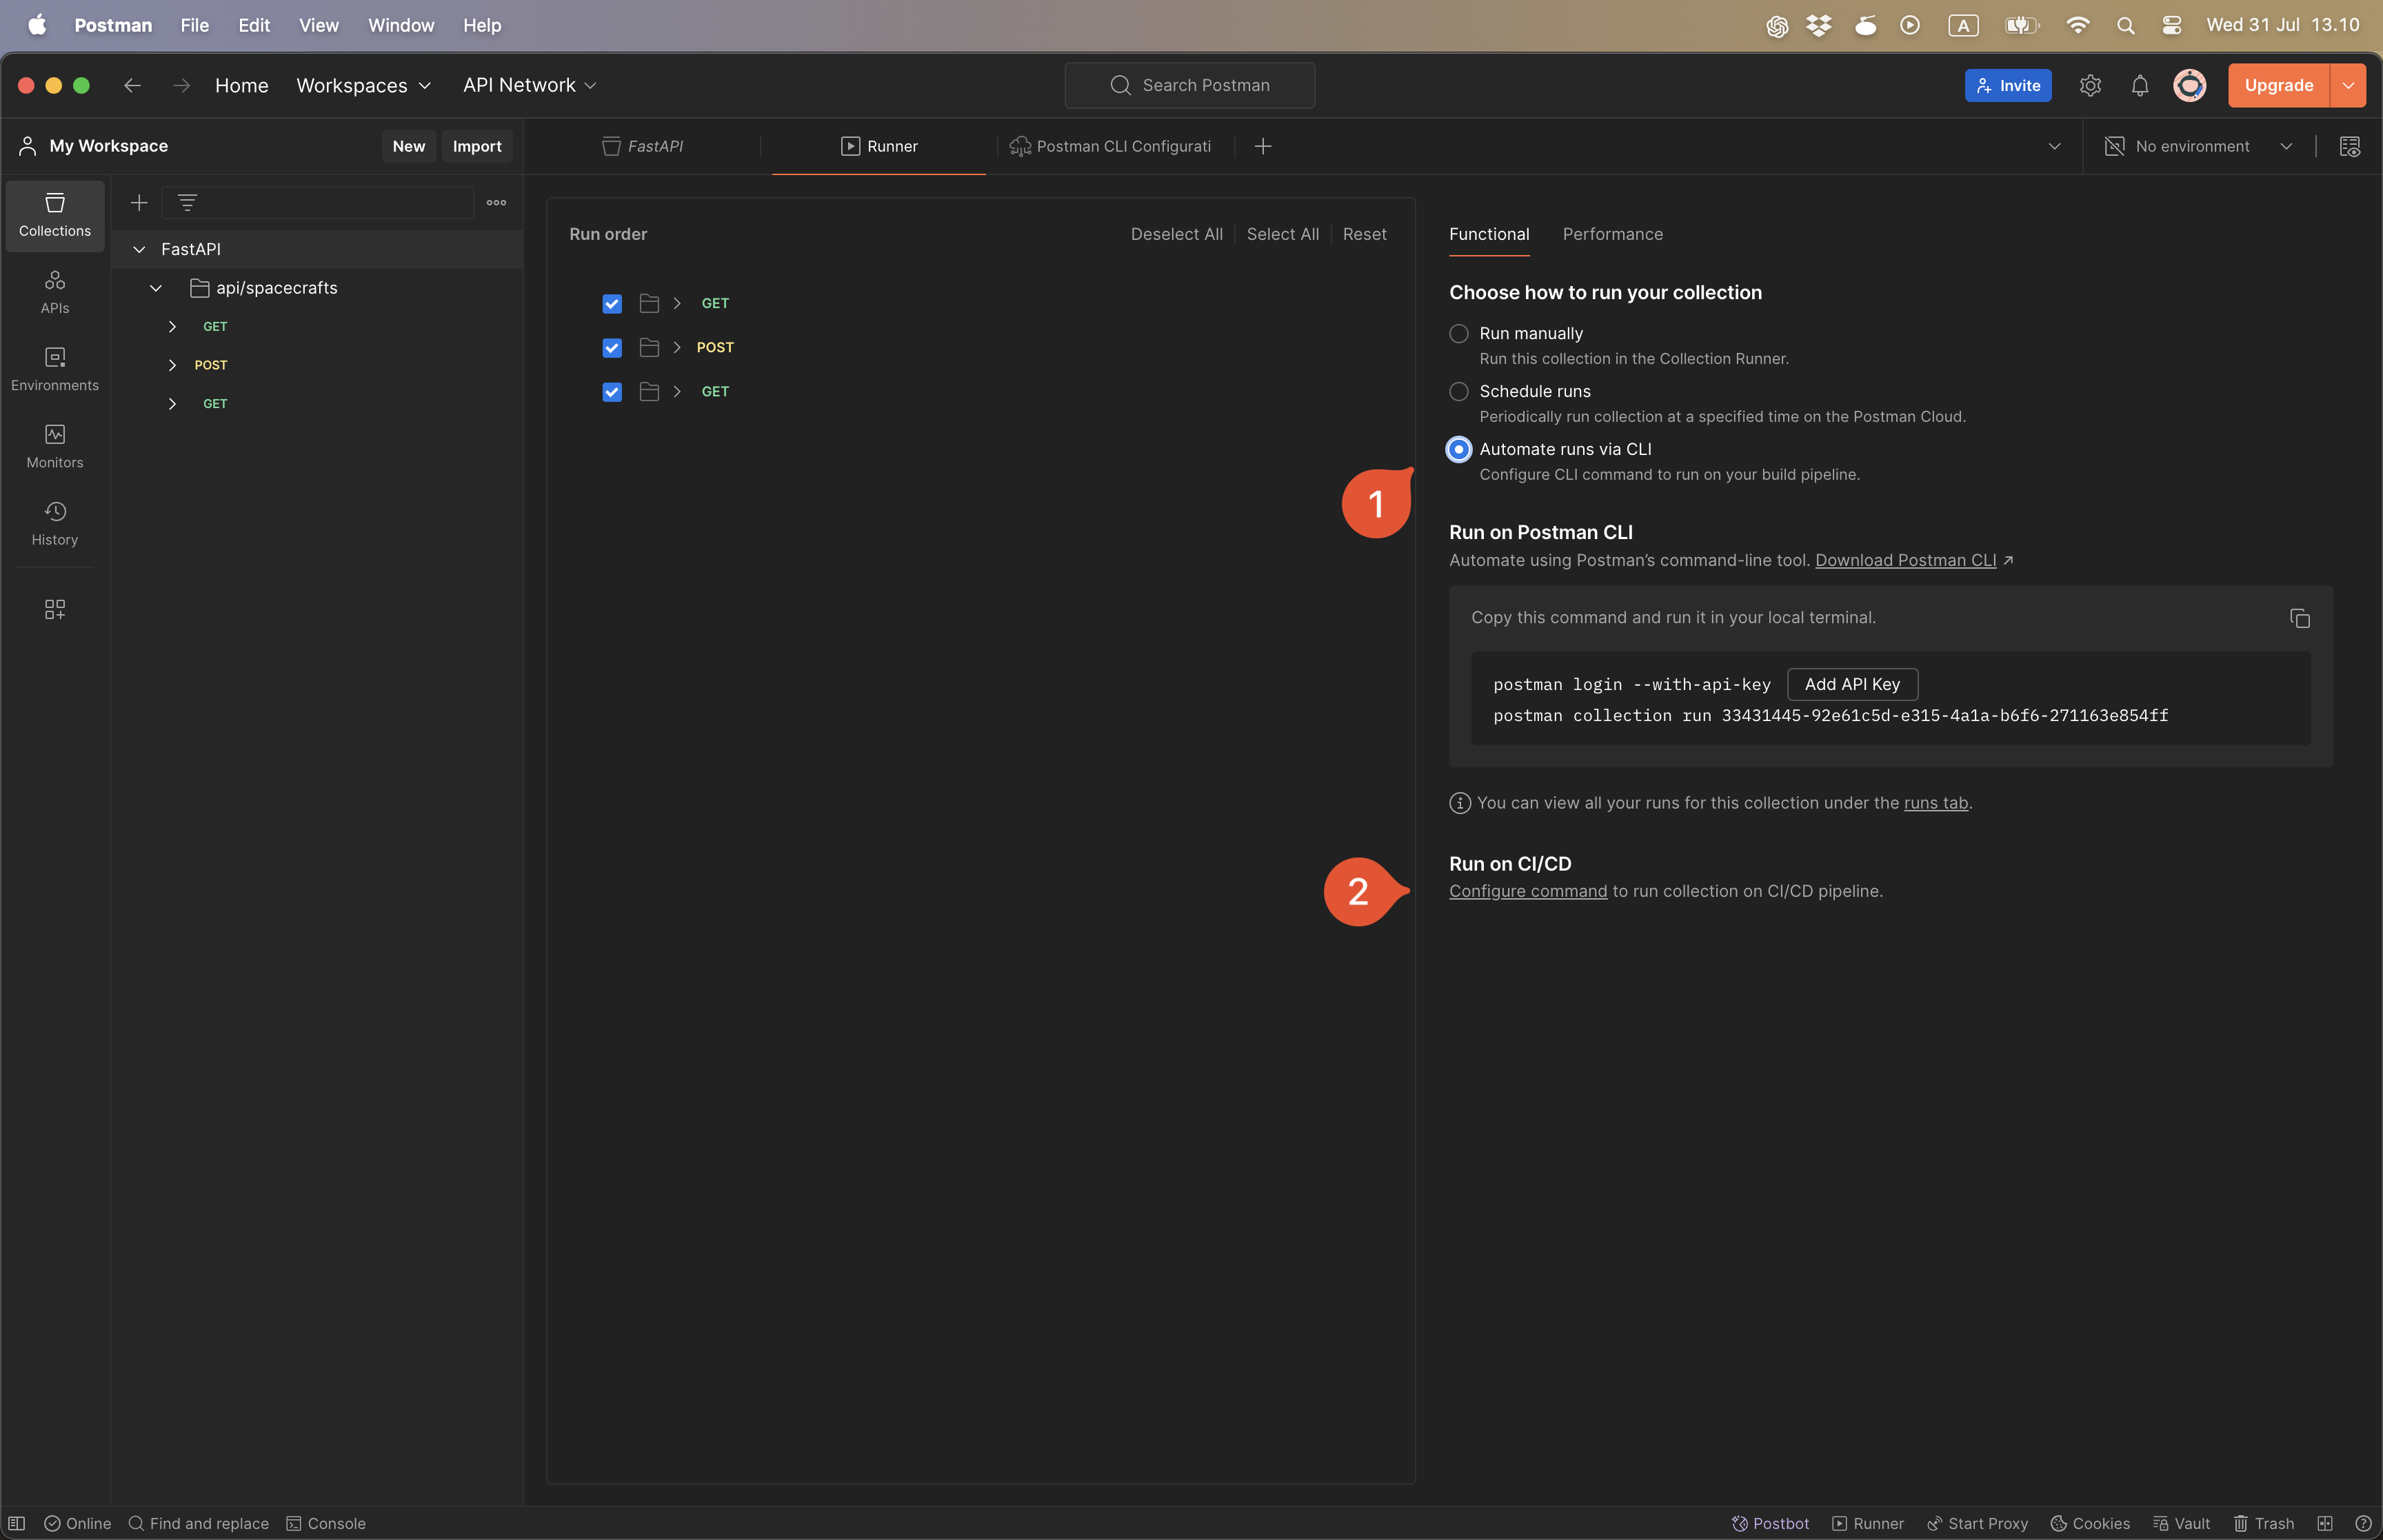 Postman File Edit View Window Help
A
Wed 31 Jul 13.10
Home Workspaces API Network
Search Postman
Invite
Upgrade
My Workspace
New Import
FastAPI
Runner
Postman CLI Configurati
No environment
Collections
APIs
Environments
Monitors
History
FastAPI
api/spacecrafts
GET
POST
GET
Run order
Deselect All Select All Reset
GET
POST
GET
Functional Performance
Choose how to run your collection
Run manually
Run this collection in the Collection Runner.
Schedule runs
Periodically run collection at a specified time on the Postman Cloud.
Automate runs via CLI
Configure CLI command to run on your build pipeline.
1
Run on Postman CLI
Automate using Postman’s command-line tool. Download Postman CLI ↗
Copy this command and run it in your local terminal.
postman login --with-api-key Add API Key
postman collection run 33431445-92e61c5d-e315-4a1a-b6f6-271163e854ff
You can view all your runs for this collection under the runs tab.
Run on CI/CD
2
Configure command to run collection on CI/CD pipeline.
Online Find and replace Console
Postbot Runner Start Proxy Cookies Vault Trash